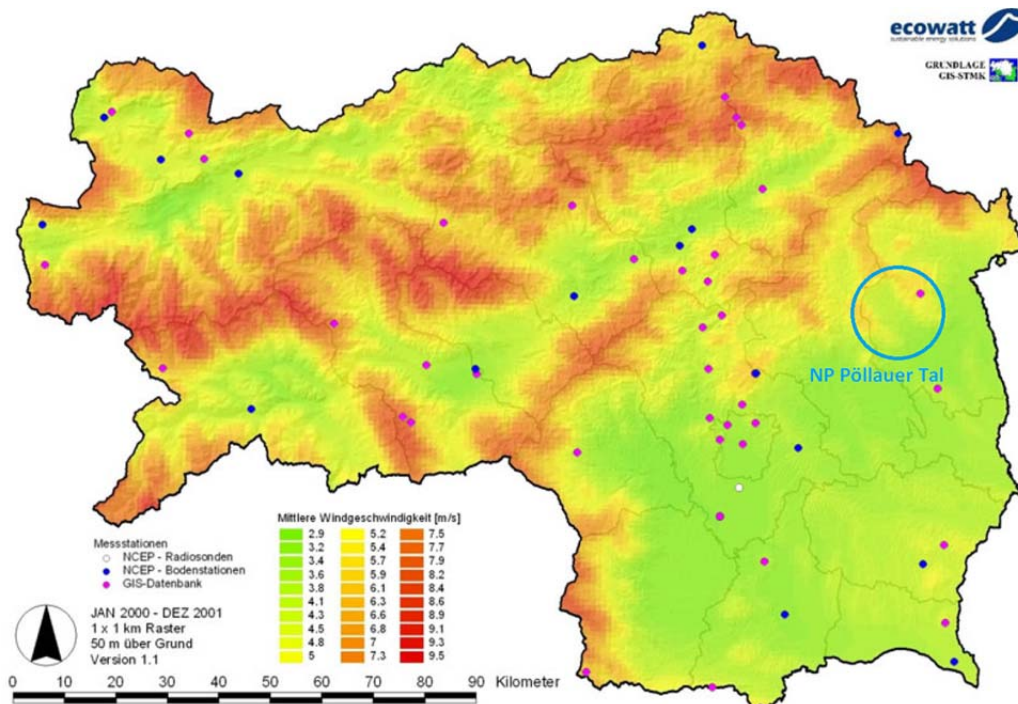 ecowatt
sustainable energy solutions
GRUNDLAGE
GIS-STMK
NP Pöllauer Tal
Mittlere Windgeschwindigkeit [m/s]
2.9 5.2 7.5
3.2 5.4 7.7
3.4 5.7 7.9
3.6 5.9 8.2
3.8 6.1 8.4
4.1 6.3 8.6
4.3 6.6 8.9
4.5 6.8 9.1
4.8 7 9.3
5 7.3 9.5
Messstationen
NCEP - Radiosonden
NCEP - Bodenstationen
GIS-Datenbank
JAN 2000 - DEZ 2001
1 x 1 km Raster
50 m über Grund
Version 1.1
0 10 20 30 40 50 60 70 80 90 Kilometer